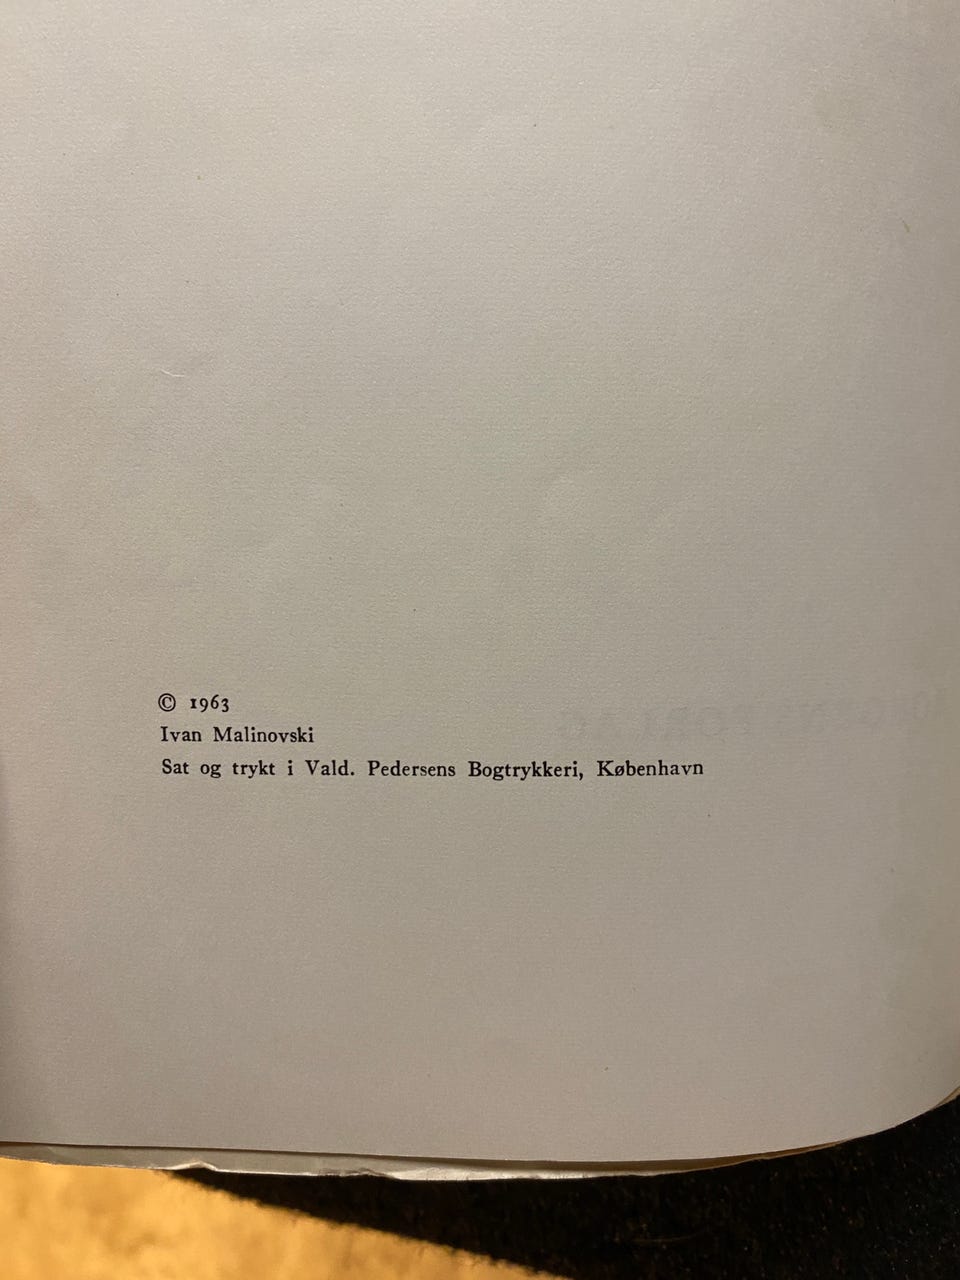 © 1963
Ivan Malinovski
Sat og trykt i Vald. Pedersens Bogtrykkeri, København